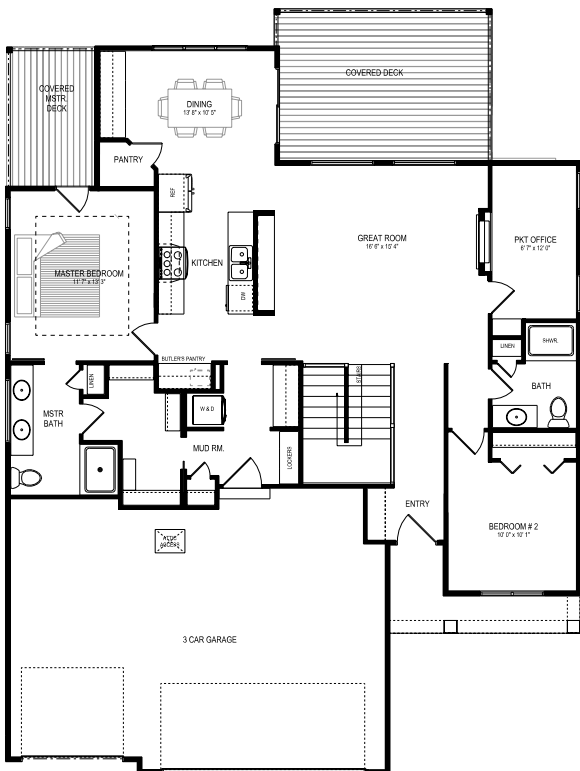 COVERED DECK
COVERED
MSTR.
DECK
DINING
13' 8" x 10' 5"
PANTRY
REF
GREAT ROOM
16' 6" x 15' 4"
PKT OFFICE
6' 7" x 12' 0"
KITCHEN
MASTER BEDROOM
11' 7" x 13' 3"
DW
SHWR.
LINEN
BUTLER'S PANTRY
STAIRS
LINEN
BATH
W & D
MSTR
BATH
MUD RM.
LOCKERS
ENTRY
BEDROOM # 2
10' 0" x 10' 1"
ATTIC
ACCESS
3 CAR GARAGE